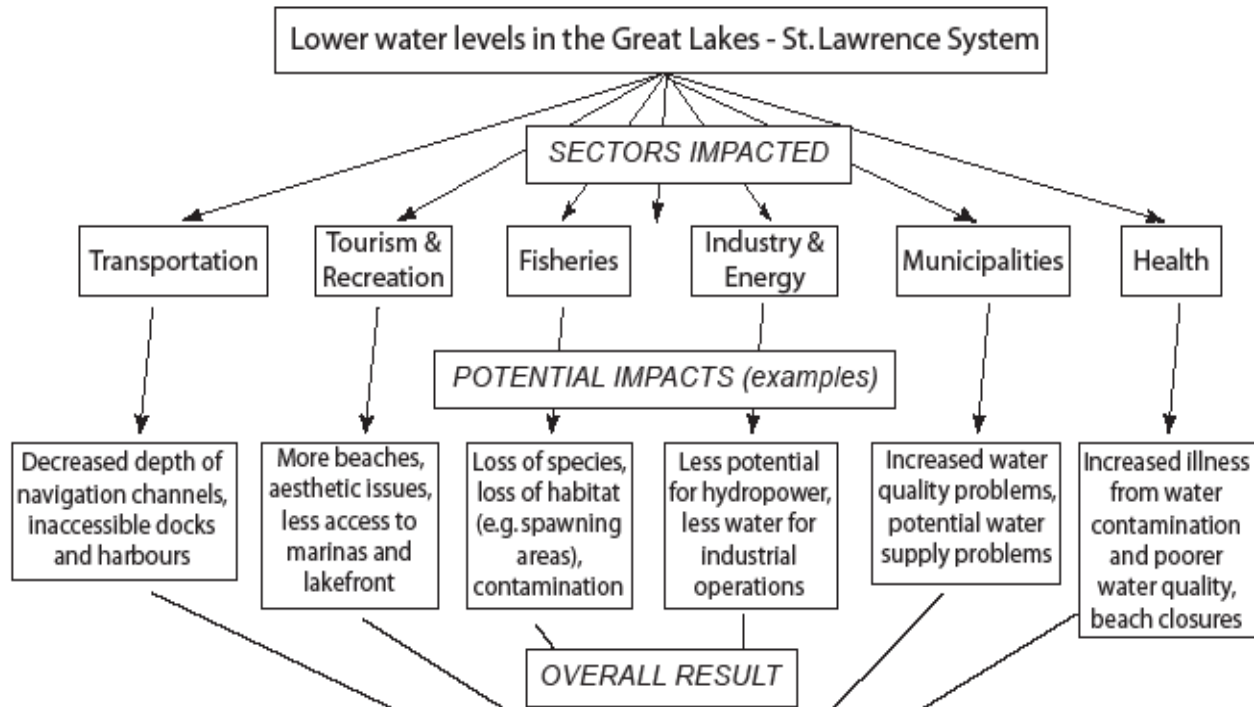 Lower water levels in the Great Lakes - St. Lawrence System
SECTORS IMPACTED
Transportation
Tourism &
Recreation
Fisheries
Industry &
Energy
Municipalities
Health
POTENTIAL IMPACTS (examples)
Decreased depth of
navigation channels,
inaccessible docks
and harbours
More beaches,
aesthetic issues,
less access to
marinas and
lakefront
Loss of species,
loss of habitat
(e.g. spawning
areas),
contamination
Less potential
for hydropower,
less water for
industrial
operations
Increased water
quality problems,
potential water
supply problems
Increased illness
from water
contamination
and poorer
water quality,
beach closures
OVERALL RESULT